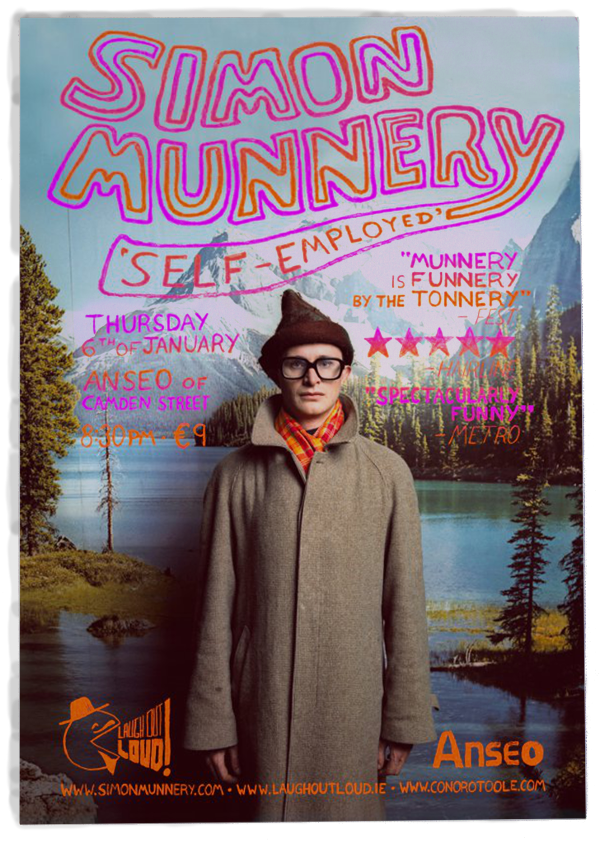 SIMON
MUNNERY
'SELF-EMPLOYED'
"MUNNERY
IS FUNNERY
BY THE TONNERY"
- FEST
THURSDAY
6TH OF JANUARY
ANSEO OF
CAMDEN STREET
8:30PM · €9
★★★★★
"SPECTACULARLY
FUNNY"
- METRO
LAUGH OUT
LOUD!
ANSEO
WWW.SIMONMUNNERY.COM · WWW.LAUGHOUTLOUD.IE · WWW.CONOROTOOLE.COM